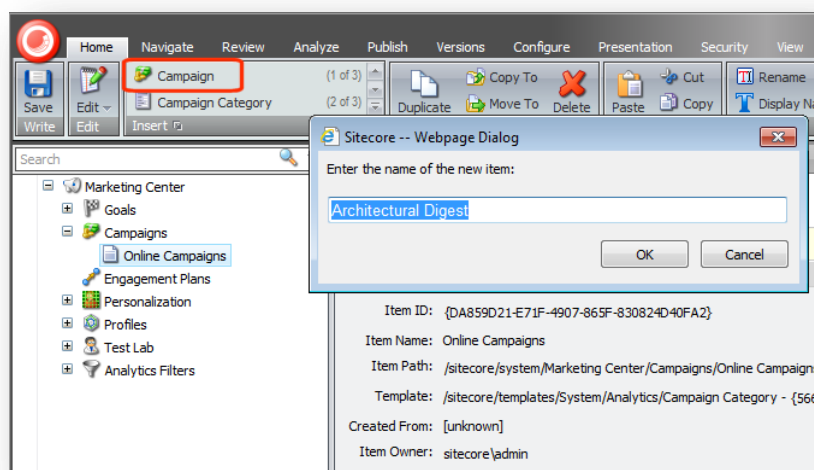 Home Navigate Review Analyze Publish Versions Configure Presentation Security View
Campaign (1 of 3) Copy To Cut Rename
Save Edit Campaign Category (2 of 3) Duplicate Move To Delete Paste Copy Display
Write Edit Insert
Sitecore -- Webpage Dialog
Search
Enter the name of the new item:
Marketing Center
Goals
Architectural Digest
Campaigns
Online Campaigns
OK Cancel
Engagement Plans
Personalization
Item ID: {DA859D21-E71F-4907-865F-830824D40FA2}
Profiles
Item Name: Online Campaigns
Test Lab
Item Path: /sitecore/system/Marketing Center/Campaigns/Online Campaign
Analytics Filters
Template: /sitecore/templates/System/Analytics/Campaign Category - {566
Created From: [unknown]
Item Owner: sitecore\admin